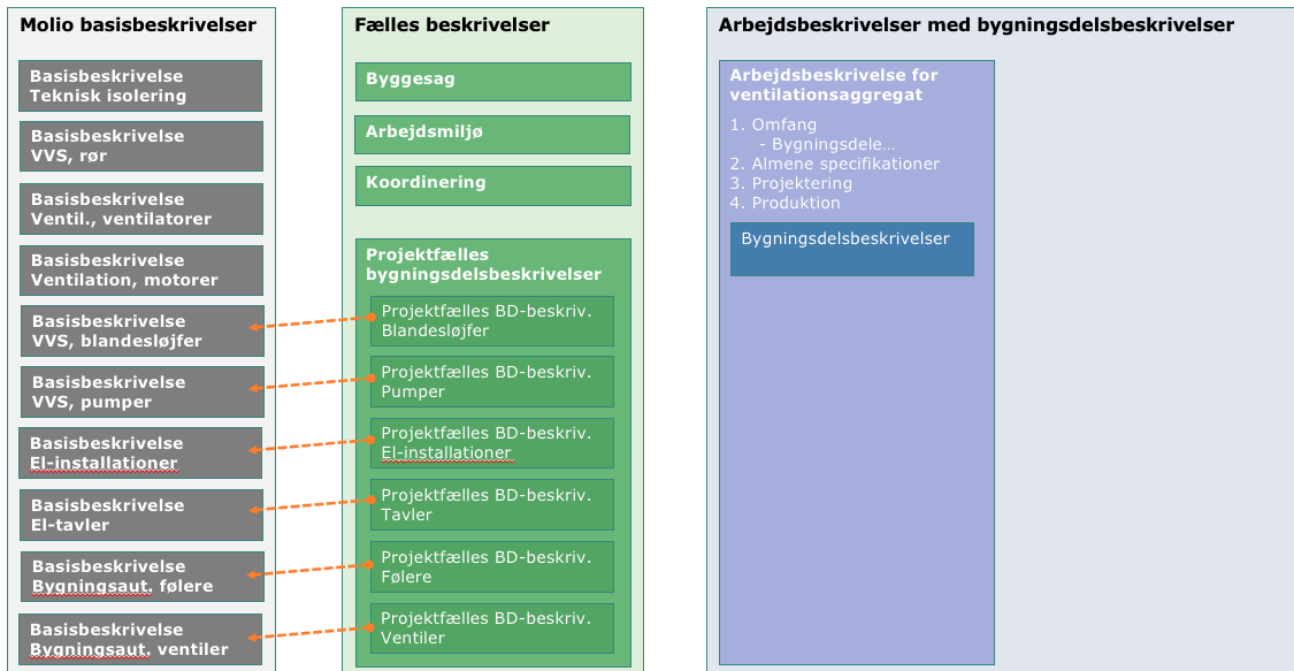 Molio basisbeskrivelser
Basisbeskrivelse
Teknisk isolering
Basisbeskrivelse
VVS, rør
Basisbeskrivelse
Ventil., ventilatorer
Basisbeskrivelse
Ventilation, motorer
Basisbeskrivelse
VVS, blandesløjfer
Basisbeskrivelse
VVS, pumper
Basisbeskrivelse
El-installationer
Basisbeskrivelse
El-tavler
Basisbeskrivelse
Bygningsaut. følere
Basisbeskrivelse
Bygningsaut. ventiler
Fælles beskrivelser
Byggesag
Arbejdsmiljø
Koordinering
Projektfælles
bygningsdelsbeskrivelser
Projektfælles BD-beskriv.
Blandesløjfer
Projektfælles BD-beskriv.
Pumper
Projektfælles BD-beskriv.
El-installationer
Projektfælles BD-beskriv.
Tavler
Projektfælles BD-beskriv.
Følere
Projektfælles BD-beskriv.
Ventiler
Arbejdsbeskrivelser med bygningsdelsbeskrivelser
Arbejdsbeskrivelse for
ventilationsaggregat
1. Omfang
- Bygningsdele…
2. Almene specifikationer
3. Projektering
4. Produktion
Bygningsdelsbeskrivelser